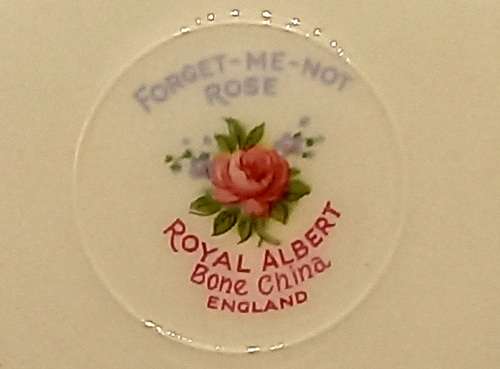 FORGET-ME-NOT
ROSE
ROYAL ALBERT
Bone China
ENGLAND